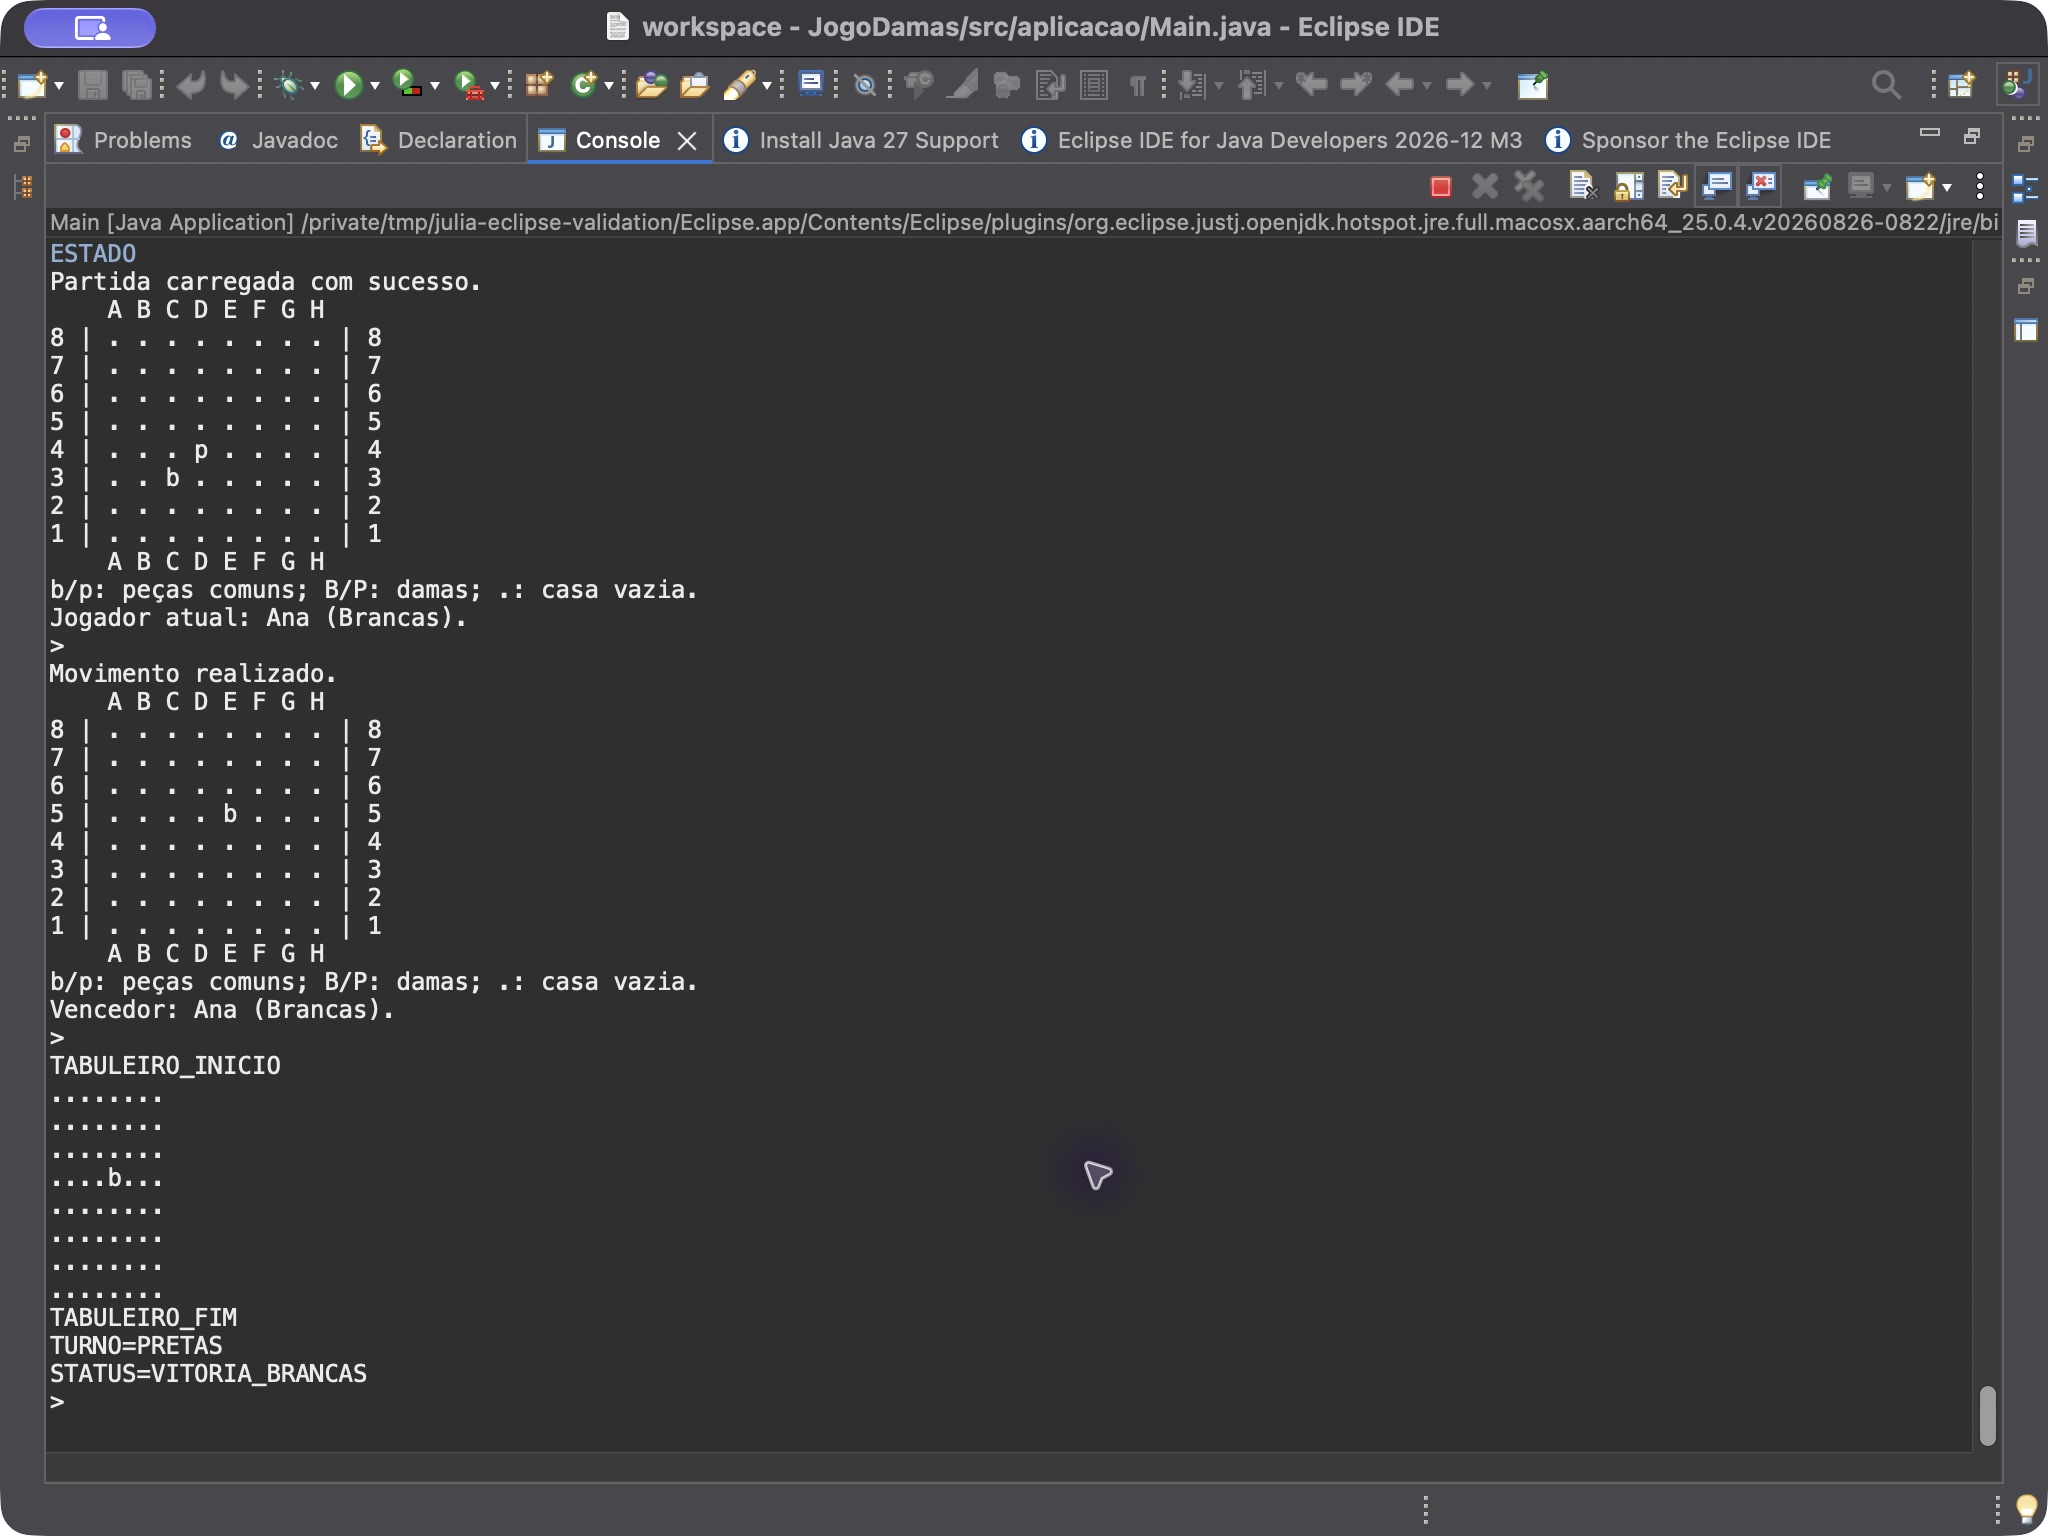 workspace - JogoDamas/src/aplicacao/Main.java - Eclipse IDE
Problems @ Javadoc Declaration Console Install Java 27 Support Eclipse IDE for Java Developers 2026-12 M3 Sponsor the Eclipse IDE
Main [Java Application] /private/tmp/julia-eclipse-validation/Eclipse.app/Contents/Eclipse/plugins/org.eclipse.justj.openjdk.hotspot.jre.full.macosx.aarch64_25.0.4.v20260826-0822/jre/bi
ESTADO
Partida carregada com sucesso.
    A B C D E F G H
8 | . . . . . . . . | 8
7 | . . . . . . . . | 7
6 | . . . . . . . . | 6
5 | . . . . . . . . | 5
4 | . . . p . . . . | 4
3 | . . b . . . . . | 3
2 | . . . . . . . . | 2
1 | . . . . . . . . | 1
    A B C D E F G H
b/p: peças comuns; B/P: damas; .: casa vazia.
Jogador atual: Ana (Brancas).
>
Movimento realizado.
    A B C D E F G H
8 | . . . . . . . . | 8
7 | . . . . . . . . | 7
6 | . . . . . . . . | 6
5 | . . . . b . . . | 5
4 | . . . . . . . . | 4
3 | . . . . . . . . | 3
2 | . . . . . . . . | 2
1 | . . . . . . . . | 1
    A B C D E F G H
b/p: peças comuns; B/P: damas; .: casa vazia.
Vencedor: Ana (Brancas).
>
TABULEIRO_INICIO
........
........
........
....b...
........
........
........
........
TABULEIRO_FIM
TURNO=PRETAS
STATUS=VITORIA_BRANCAS
>